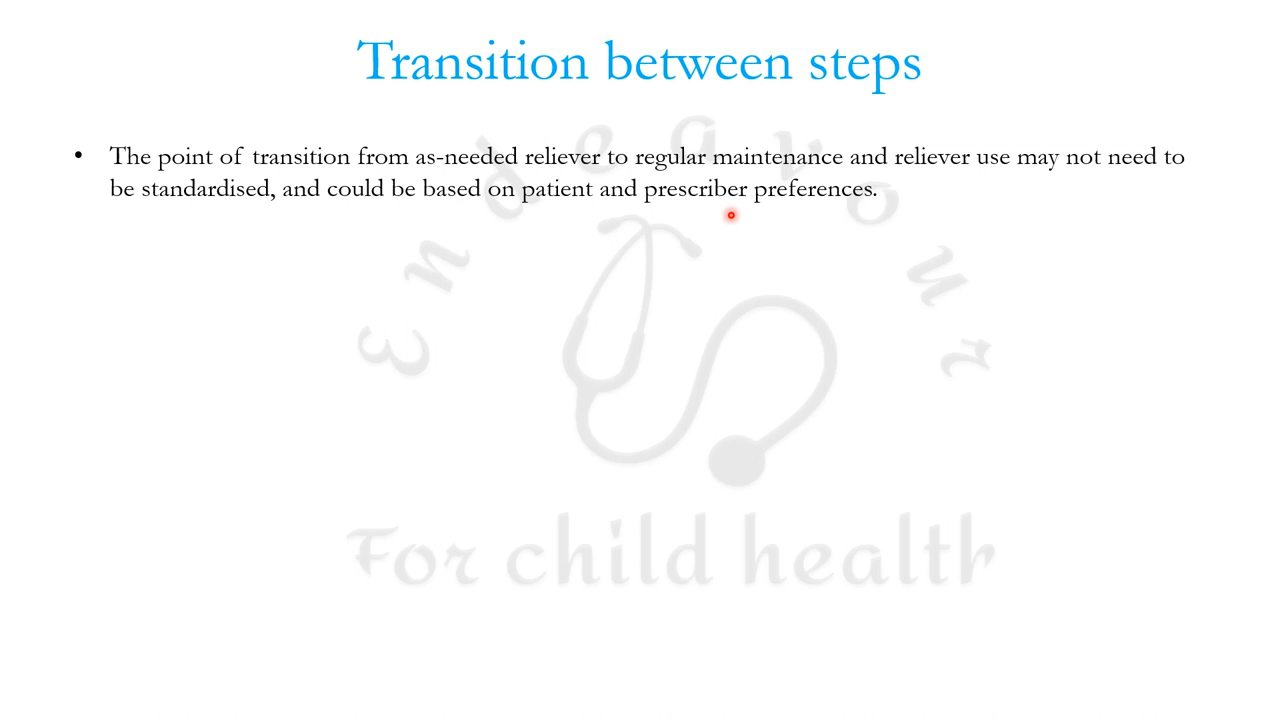 Transition between steps
• The point of transition from as-needed reliever to regular maintenance and reliever use may not need to
be standardised, and could be based on patient and prescriber preferences.
Endeavour
For child health